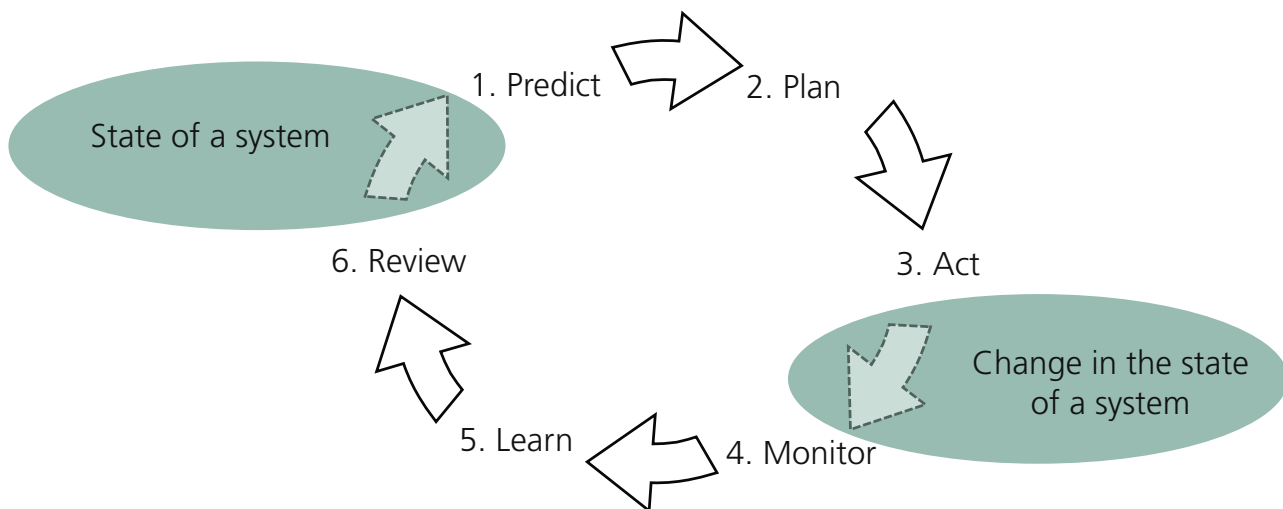 1. Predict
2. Plan
State of a system
3. Act
6. Review
Change in the state
of a system
5. Learn
4. Monitor